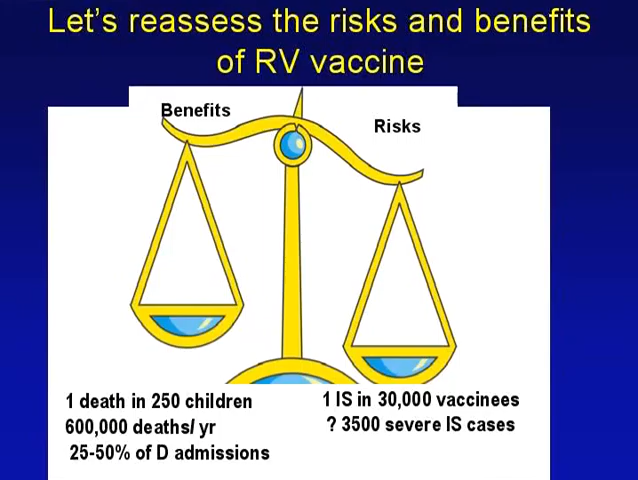 Let's reassess the risks and benefits
of RV vaccine
Benefits
Risks
1 death in 250 children
600,000 deaths/ yr
25-50% of D admissions
1 IS in 30,000 vaccinees
? 3500 severe IS cases